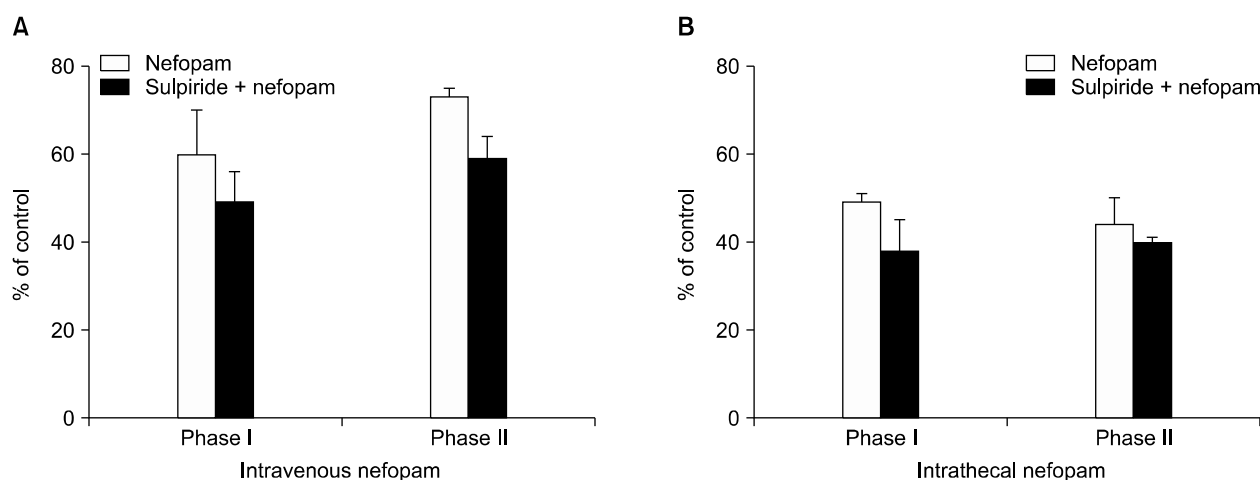 A
Nefopam
Sulpiride + nefopam
80
60
40
20
0
% of control
Phase I
Phase II
Intravenous nefopam
B
Nefopam
Sulpiride + nefopam
80
60
40
20
0
% of control
Phase I
Phase II
Intrathecal nefopam